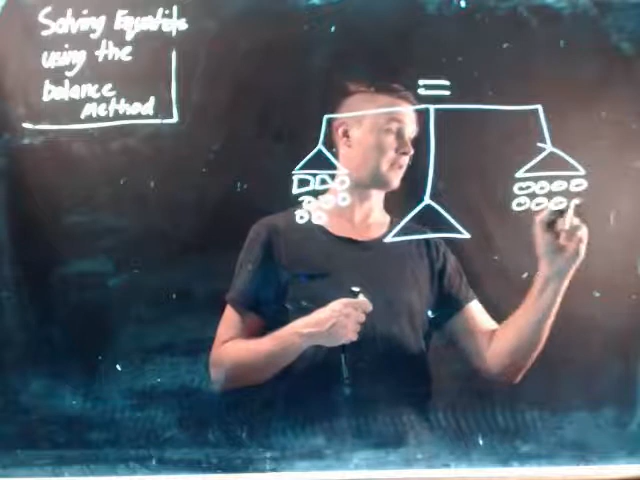 Solving Equations
using the
balance
method
=